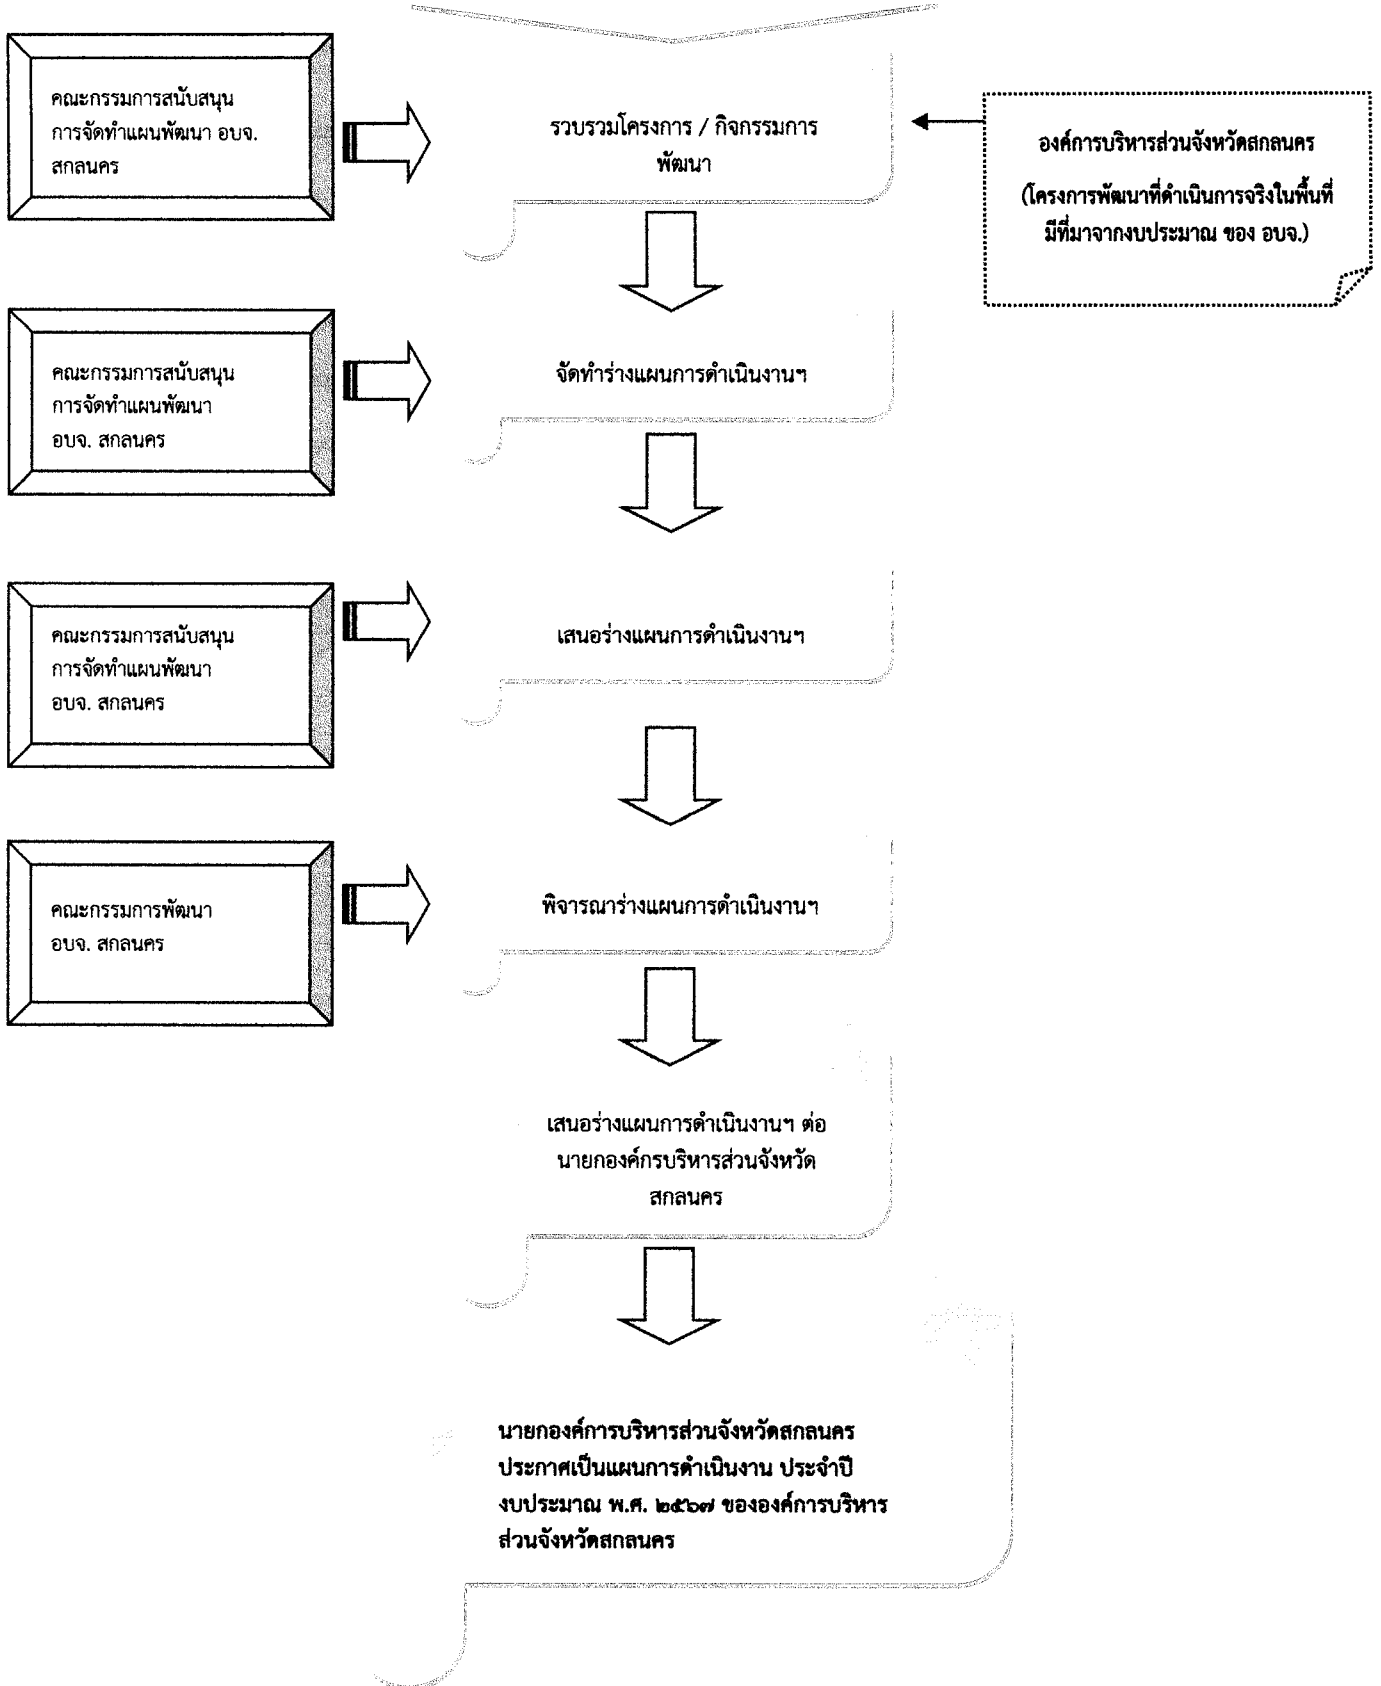 คณะกรรมการสนับสนุน
การจัดทำแผนพัฒนา อบจ.
สกลนคร
รวบรวมโครงการ / กิจกรรมการ
พัฒนา
องค์การบริหารส่วนจังหวัดสกลนคร
(โครงการพัฒนาที่ดำเนินการจริงในพื้นที่
มีที่มาจากงบประมาณ ของ อบจ.)
คณะกรรมการสนับสนุน
การจัดทำแผนพัฒนา
อบจ. สกลนคร
จัดทำร่างแผนการดำเนินงานฯ
คณะกรรมการสนับสนุน
การจัดทำแผนพัฒนา
อบจ. สกลนคร
เสนอร่างแผนการดำเนินงานฯ
คณะกรรมการพัฒนา
อบจ. สกลนคร
พิจารณาร่างแผนการดำเนินงานฯ
เสนอร่างแผนการดำเนินงานฯ ต่อ
นายกองค์กรบริหารส่วนจังหวัด
สกลนคร
นายกองค์การบริหารส่วนจังหวัดสกลนคร
ประกาศเป็นแผนการดำเนินงาน ประจำปี
งบประมาณ พ.ศ. ๒๕๖๗ ขององค์การบริหาร
ส่วนจังหวัดสกลนคร